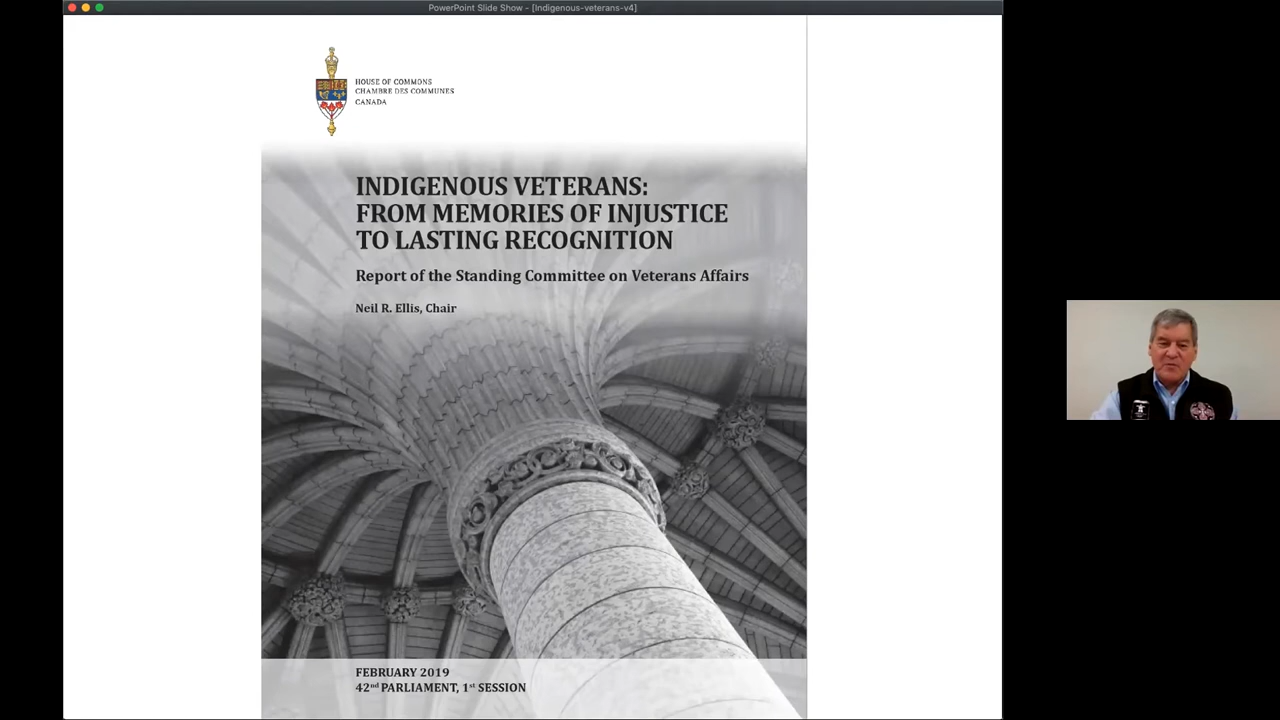 PowerPoint Slide Show - [Indigenous-veterans-v4]
HOUSE OF COMMONS
CHAMBRE DES COMMUNES
CANADA
INDIGENOUS VETERANS:
FROM MEMORIES OF INJUSTICE
TO LASTING RECOGNITION
Report of the Standing Committee on Veterans Affairs
Neil R. Ellis, Chair
FEBRUARY 2019
42nd PARLIAMENT, 1st SESSION